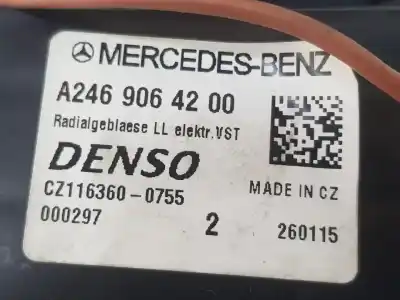 MERCEDES-BENZ
A246 906 42 00
Radialgeblaese LL elektr.VST
DENSO
CZ116360-0755 MADE IN CZ
000297 2 260115